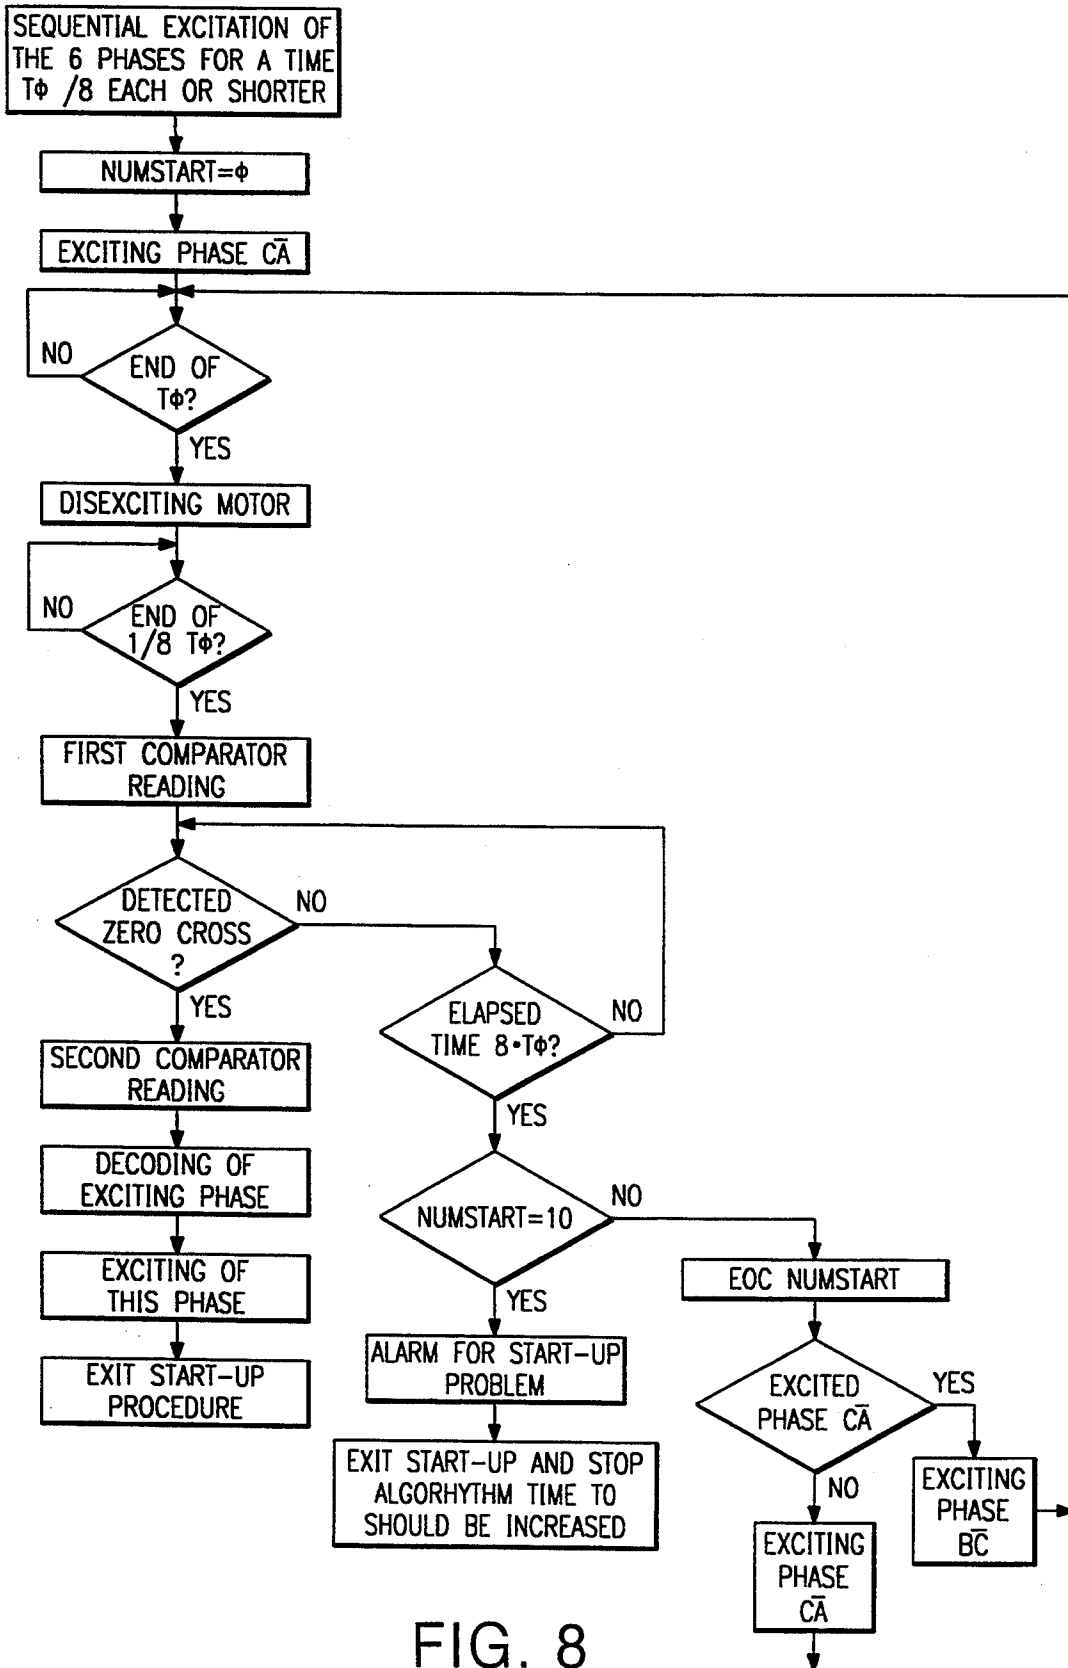 SEQUENTIAL EXCITATION OF
THE 6 PHASES FOR A TIME
TΦ /8 EACH OR SHORTER
NUMSTART=Φ
EXCITING PHASE CA̅
NO
END OF
TΦ?
YES
DISEXCITING MOTOR
NO
END OF
1/8 TΦ?
YES
FIRST COMPARATOR
READING
DETECTED
ZERO CROSS
?
NO
YES
ELAPSED
TIME 8·TΦ?
NO
YES
SECOND COMPARATOR
READING
DECODING OF
EXCITING PHASE
NUMSTART=10
NO
YES
EXCITING OF
THIS PHASE
EOC NUMSTART
ALARM FOR START-UP
PROBLEM
EXIT START-UP
PROCEDURE
EXCITED
PHASE CA̅
YES
NO
EXIT START-UP AND STOP
ALGORHYTHM TIME TO
SHOULD BE INCREASED
EXCITING
PHASE
BC̅
EXCITING
PHASE
CA̅
FIG. 8